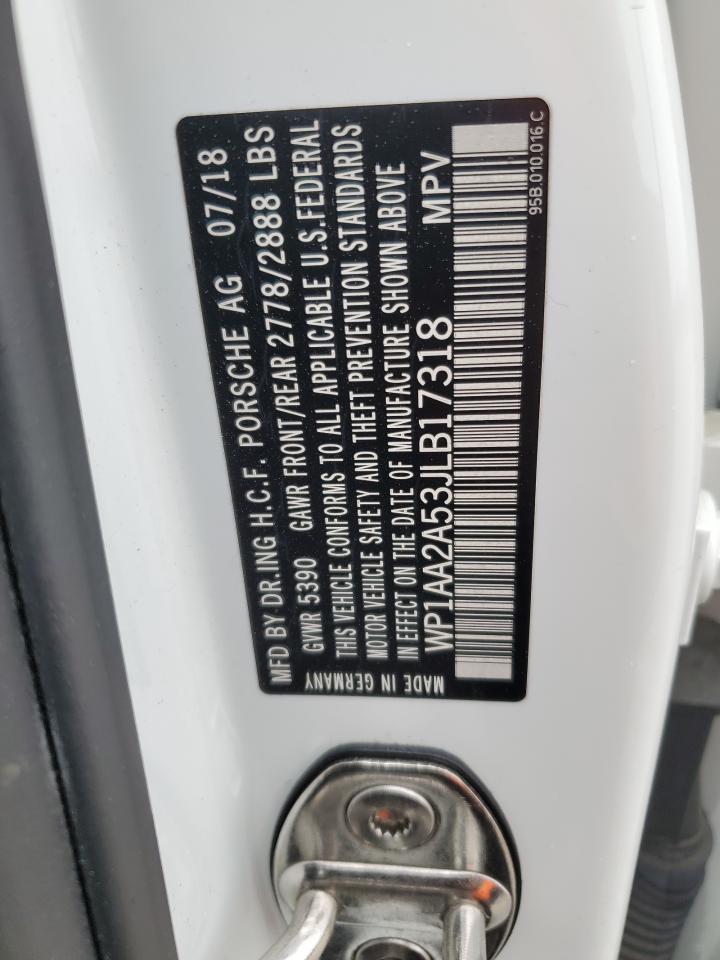 MFD BY DR.ING H.C.F. PORSCHE AG 07/18
GVWR 5390 GAWR FRONT/REAR 2778/2888 LBS
THIS VEHICLE CONFORMS TO ALL APPLICABLE U.S.FEDERAL
MOTOR VEHICLE SAFETY AND THEFT PREVENTION STANDARDS
IN EFFECT ON THE DATE OF MANUFACTURE SHOWN ABOVE
WP1AA2A53JLB17318 MPV
MADE IN GERMANY
95B.010.016.C